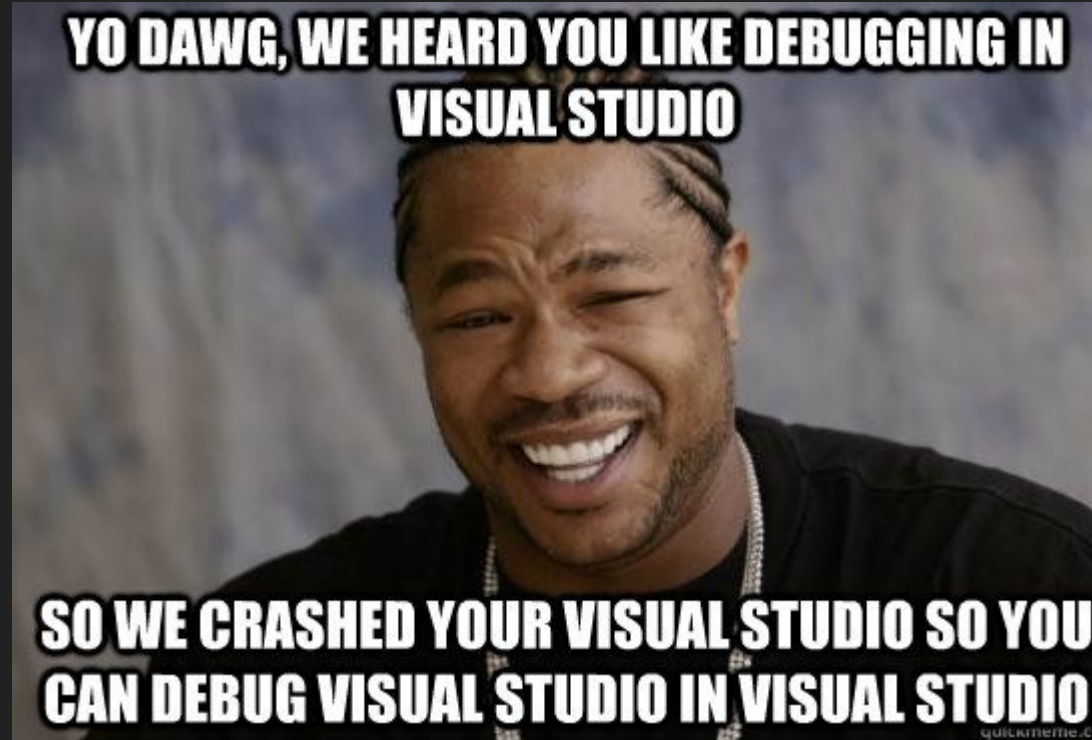 YO DAWG, WE HEARD YOU LIKE DEBUGGING IN
VISUAL STUDIO
SO WE CRASHED YOUR VISUAL STUDIO SO YOU
CAN DEBUG VISUAL STUDIO IN VISUAL STUDIO
quickmeme.c